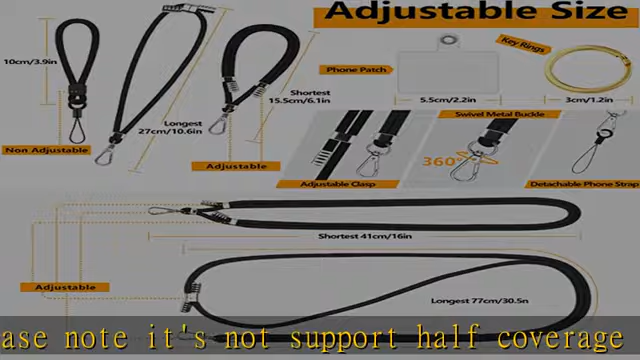 Adjustable Size
10cm/3.9in
Non Adjustable
Longest
27cm/10.6in
Shortest
15.5cm/6.1in
Adjustable
Phone Patch
5.5cm/2.2in
Key Rings
3cm/1.2in
Adjustable Clasp
Swivel Metal Buckle
360°
Detachable Phone Strap
Shortest 41cm/16in
Adjustable
Longest 77cm/30.5n
ase note it's not support half coverage